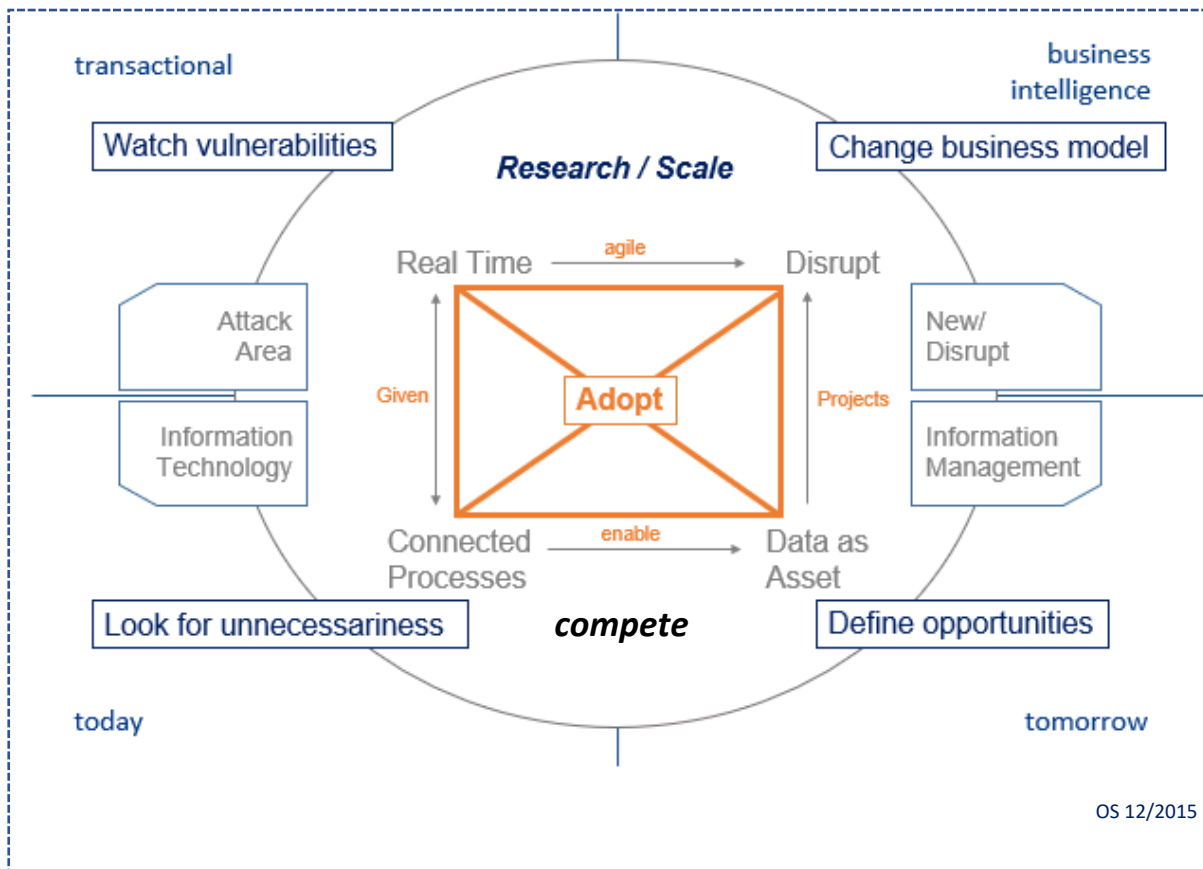 transactional
business
intelligence
Watch vulnerabilities
Change business model
Research / Scale
Real Time
agile
Disrupt
Attack
Area
New/
Disrupt
Given
Adopt
Projects
Information
Technology
Information
Management
Connected
Processes
enable
Data as
Asset
Look for unnecessariness
compete
Define opportunities
today
tomorrow
OS 12/2015